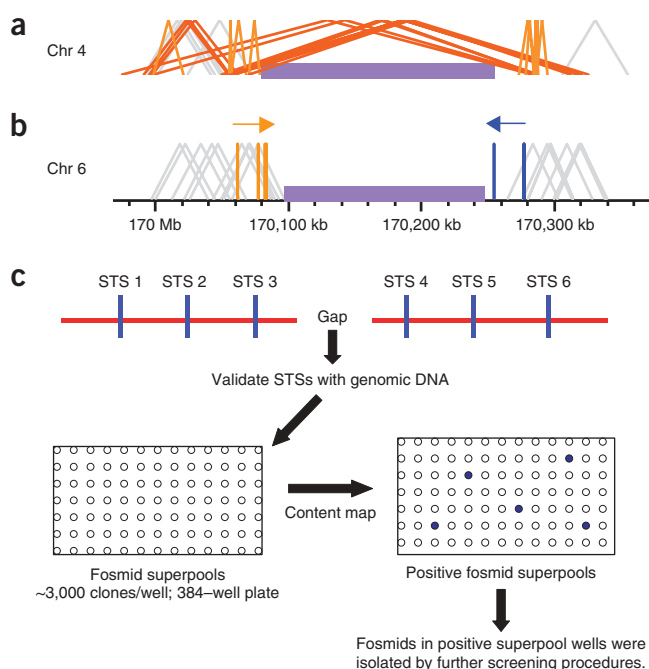 a
Chr 4
b
Chr 6
170 Mb 170,100 kb 170,200 kb 170,300 kb
c
STS 1 STS 2 STS 3 STS 4 STS 5 STS 6
Gap
Validate STSs with genomic DNA
Content map
Fosmid superpools
~3,000 clones/well; 384–well plate
Positive fosmid superpools
Fosmids in positive superpool wells were
isolated by further screening procedures.